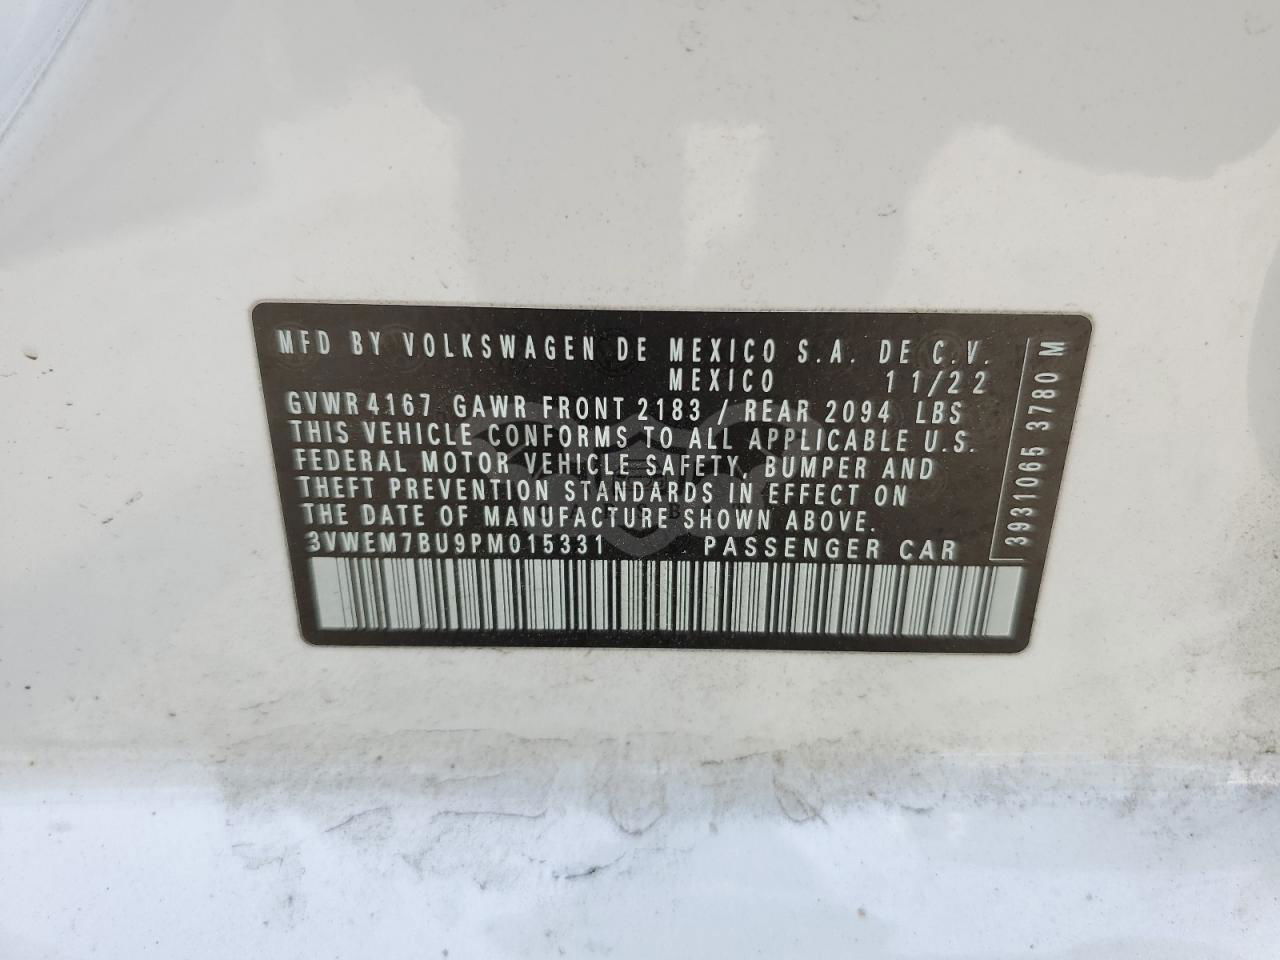 MFD BY VOLKSWAGEN DE MEXICO S.A. DE C.V.
MEXICO 11/22
GVWR 4167 GAWR FRONT 2183 / REAR 2094 LBS
THIS VEHICLE CONFORMS TO ALL APPLICABLE U.S.
FEDERAL MOTOR VEHICLE SAFETY, BUMPER AND
THEFT PREVENTION STANDARDS IN EFFECT ON
THE DATE OF MANUFACTURE SHOWN ABOVE.
3VWEM7BU9PM015331 PASSENGER CAR
3931065 3780 M